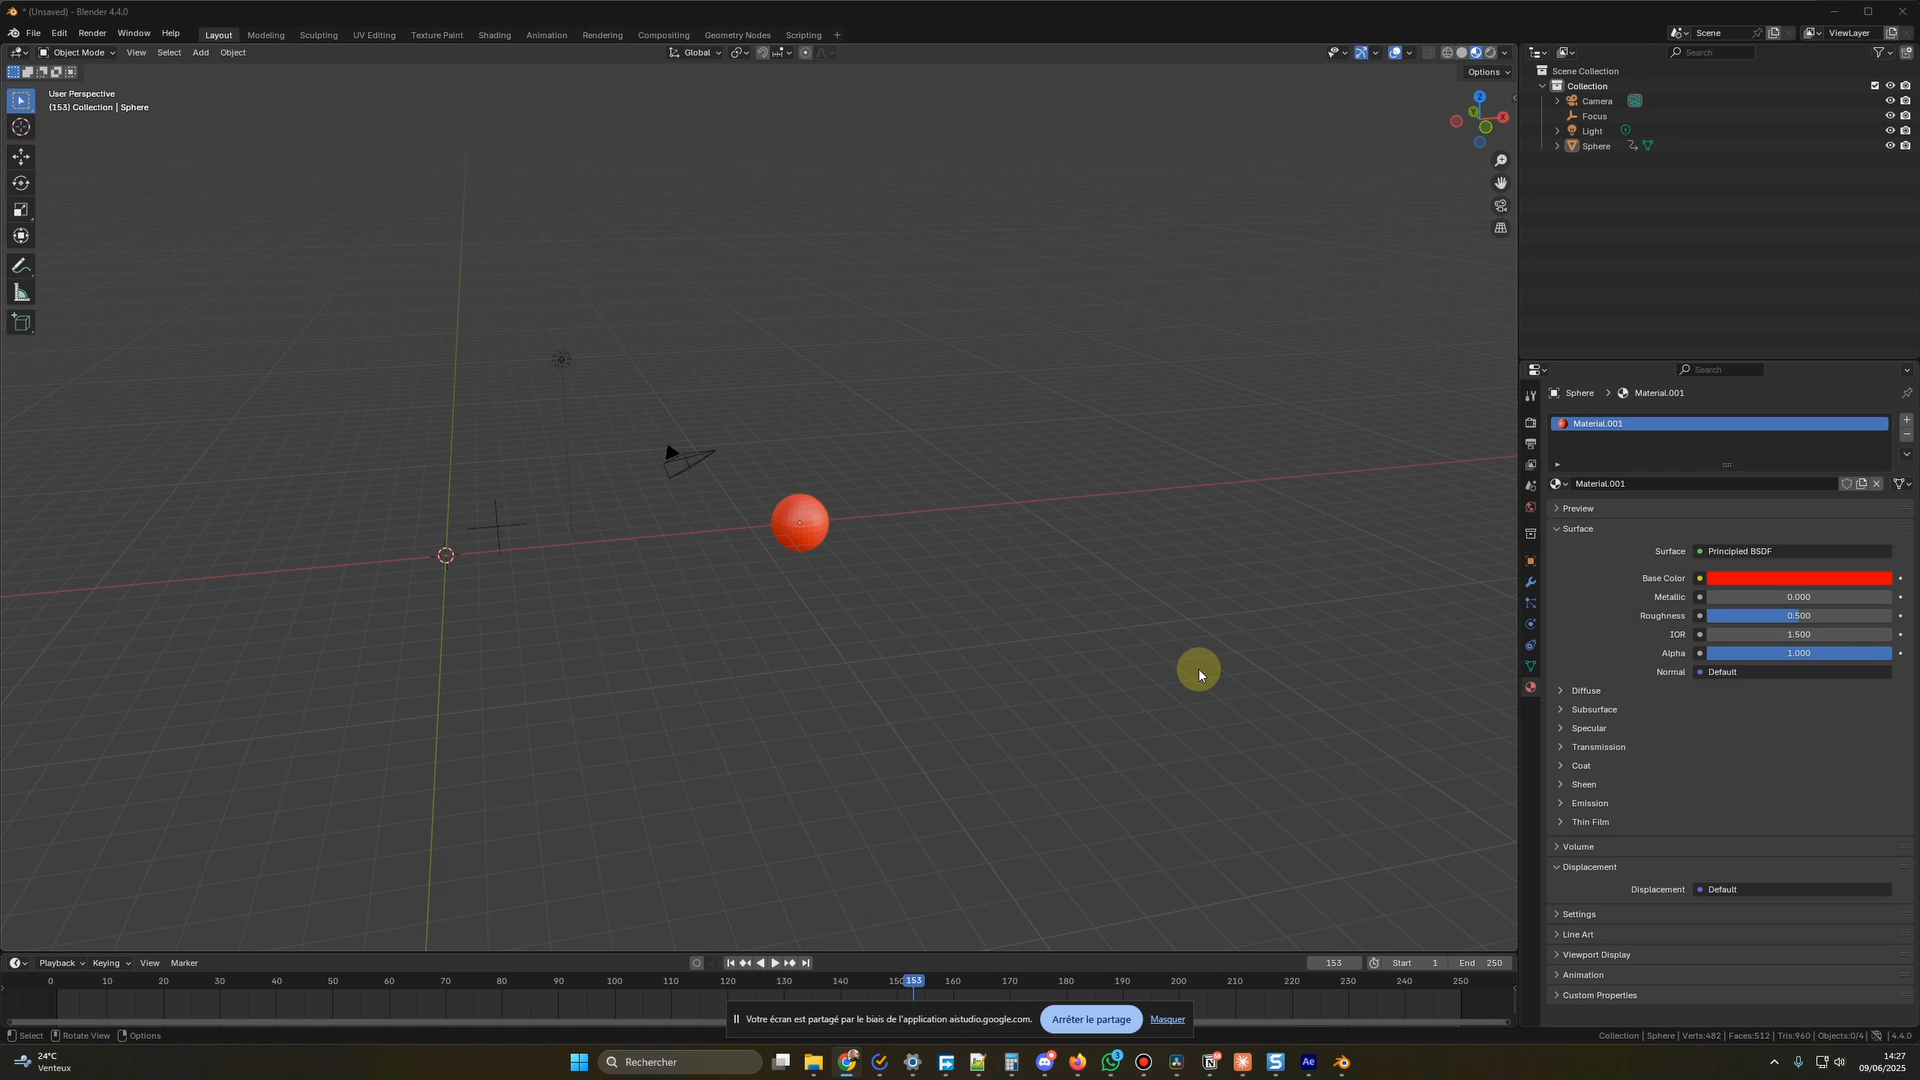 * (Unsaved) - Blender 4.4.0
File Edit Render Window Help Layout Modeling Sculpting UV Editing Texture Paint Shading Animation Rendering Compositing Geometry Nodes Scripting + Scene ViewLayer
Object Mode View Select Add Object Global Search
Options
User Perspective
(153) Collection | Sphere
Z
Y
X
Scene Collection
Collection
Camera
Focus
Light
Sphere
Search
Sphere > Material.001
Material.001
Material.001
Preview
Surface
Surface Principled BSDF
Base Color
Metallic 0.000
Roughness 0.500
IOR 1.500
Alpha 1.000
Normal Default
Diffuse
Subsurface
Specular
Transmission
Coat
Sheen
Emission
Thin Film
Volume
Displacement
Displacement Default
Settings
Line Art
Viewport Display
Animation
Custom Properties
Playback Keying View Marker 153 Start 1 End 250
0 10 20 30 40 50 60 70 80 90 100 110 120 130 140 150 153 160 170 180 190 200 210 220 230 240 250
Votre écran est partagé par le biais de l'application aistudio.google.com. Arrêter le partage Masquer
Select Rotate View Options Collection | Sphere | Verts:482 | Faces:512 | Tris:960 | Objects:0/4 | 4.4.0
24°C
Venteux
Rechercher
3
Ae
14:27
09/06/2025